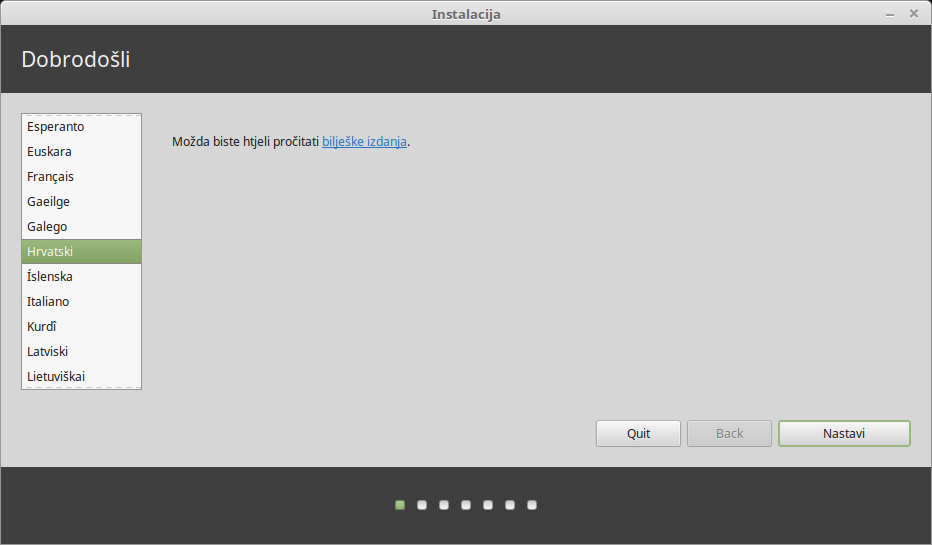 Instalacija
Dobrodošli
Esperanto
Euskara
Français
Gaeilge
Galego
Hrvatski
Íslenska
Italiano
Kurdî
Latviski
Lietuviškai
Možda biste htjeli pročitati bilješke izdanja.
Quit
Back
Nastavi